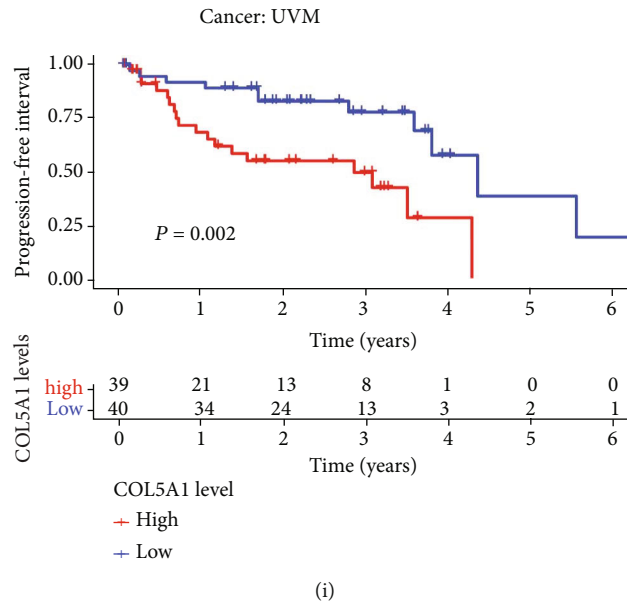 Cancer: UVM
Progression-free interval
1.00
0.75
0.50
0.25
0.00
P = 0.002
0 1 2 3 4 5 6
Time (years)
COL5A1 levels
high 39 21 13 8 1 0 0
Low 40 34 24 13 3 2 1
0 1 2 3 4 5 6
Time (years)
COL5A1 level
High
Low
(i)